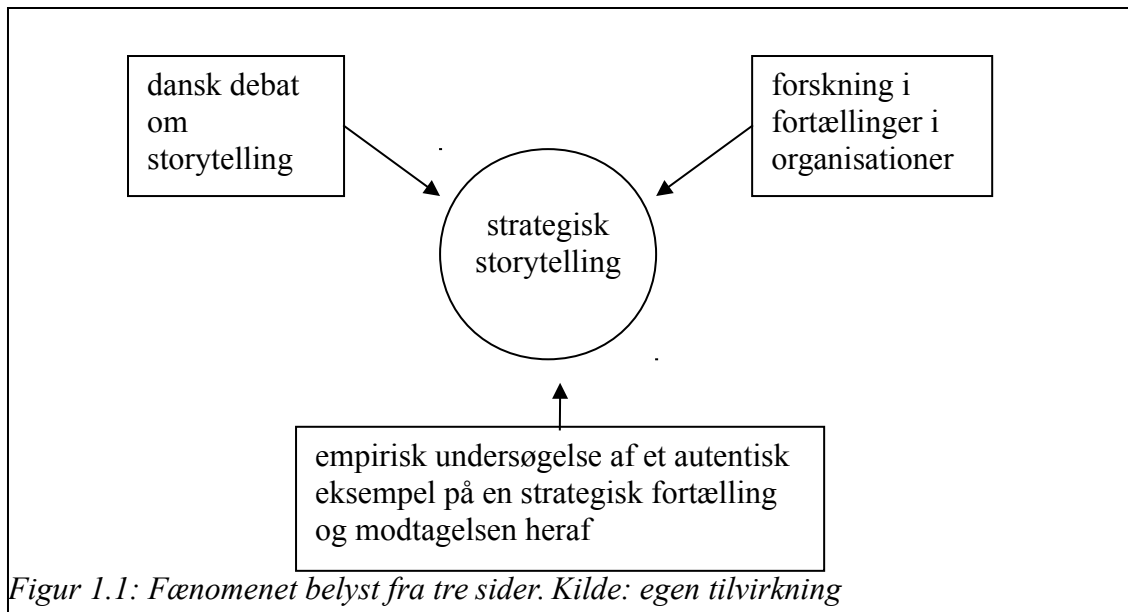 dansk debat
om
storytelling
forskning i
fortællinger i
organisationer
strategisk
storytelling
empirisk undersøgelse af et autentisk
eksempel på en strategisk fortælling
og modtagelsen heraf
Figur 1.1: Fænomenet belyst fra tre sider. Kilde: egen tilvirkning